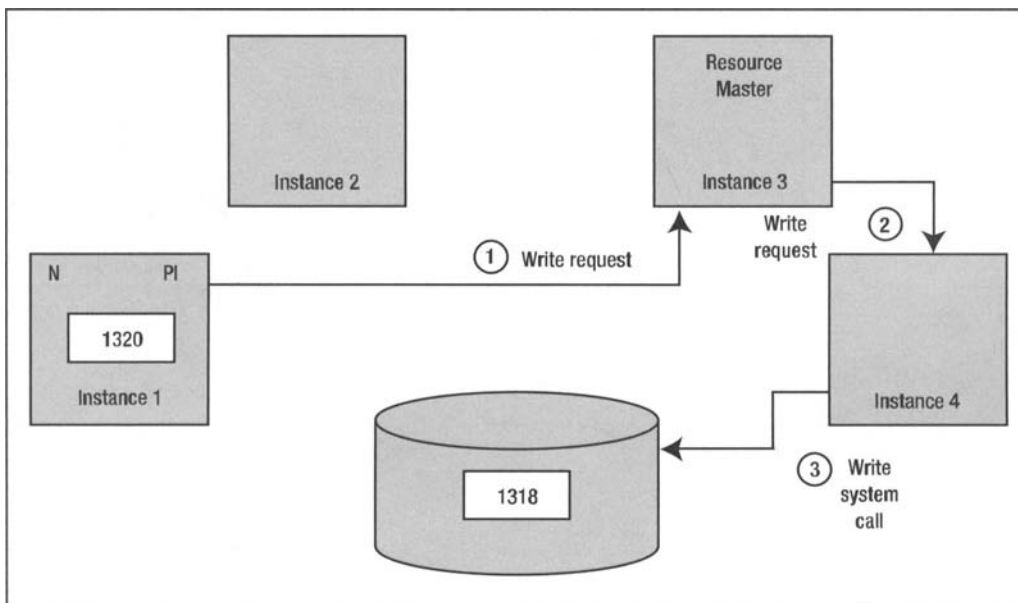 Resource
Master
Instance 2
Instance 3
Write
request
2
1 Write request
N PI
1320
Instance 1
Instance 4
1318
3 Write
system
call